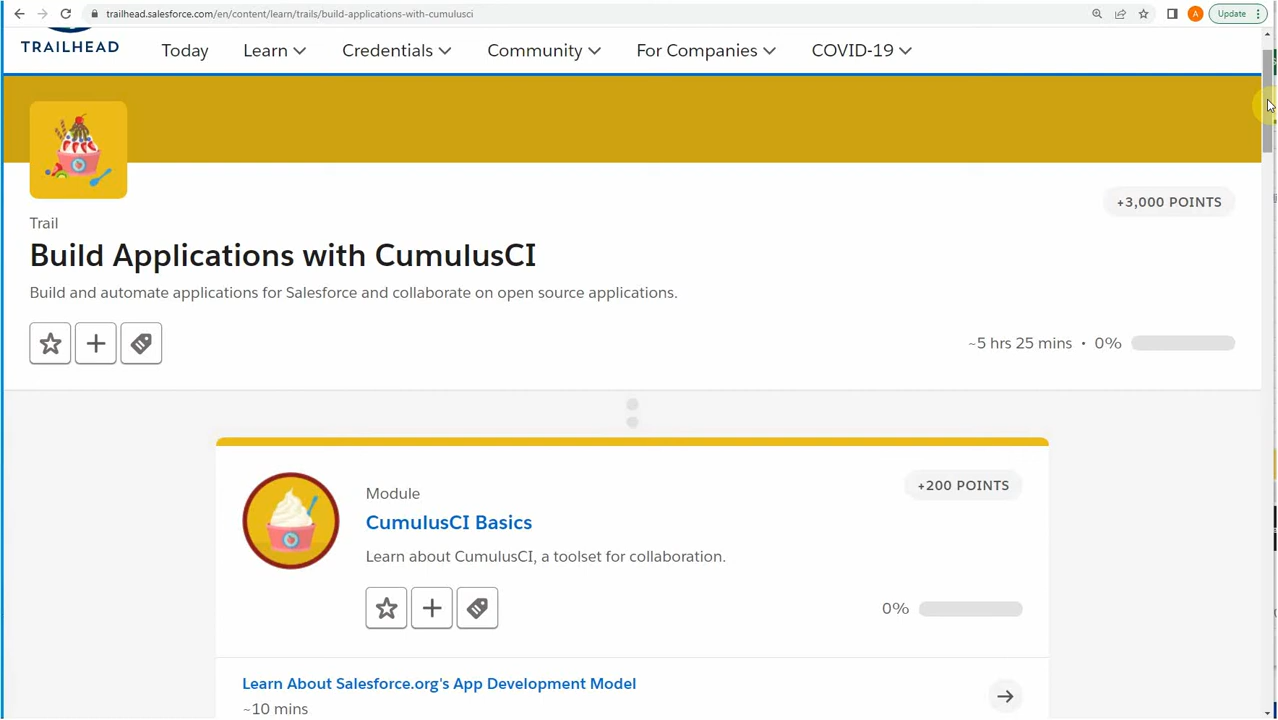 trailhead.salesforce.com/en/content/learn/trails/build-applications-with-cumulusci
A
Update
TRAILHEAD
Today
Learn
Credentials
Community
For Companies
COVID-19
+3,000 POINTS
Trail
Build Applications with CumulusCI
Build and automate applications for Salesforce and collaborate on open source applications.
~5 hrs 25 mins • 0%
+200 POINTS
Module
CumulusCI Basics
Learn about CumulusCI, a toolset for collaboration.
0%
Learn About Salesforce.org's App Development Model
~10 mins